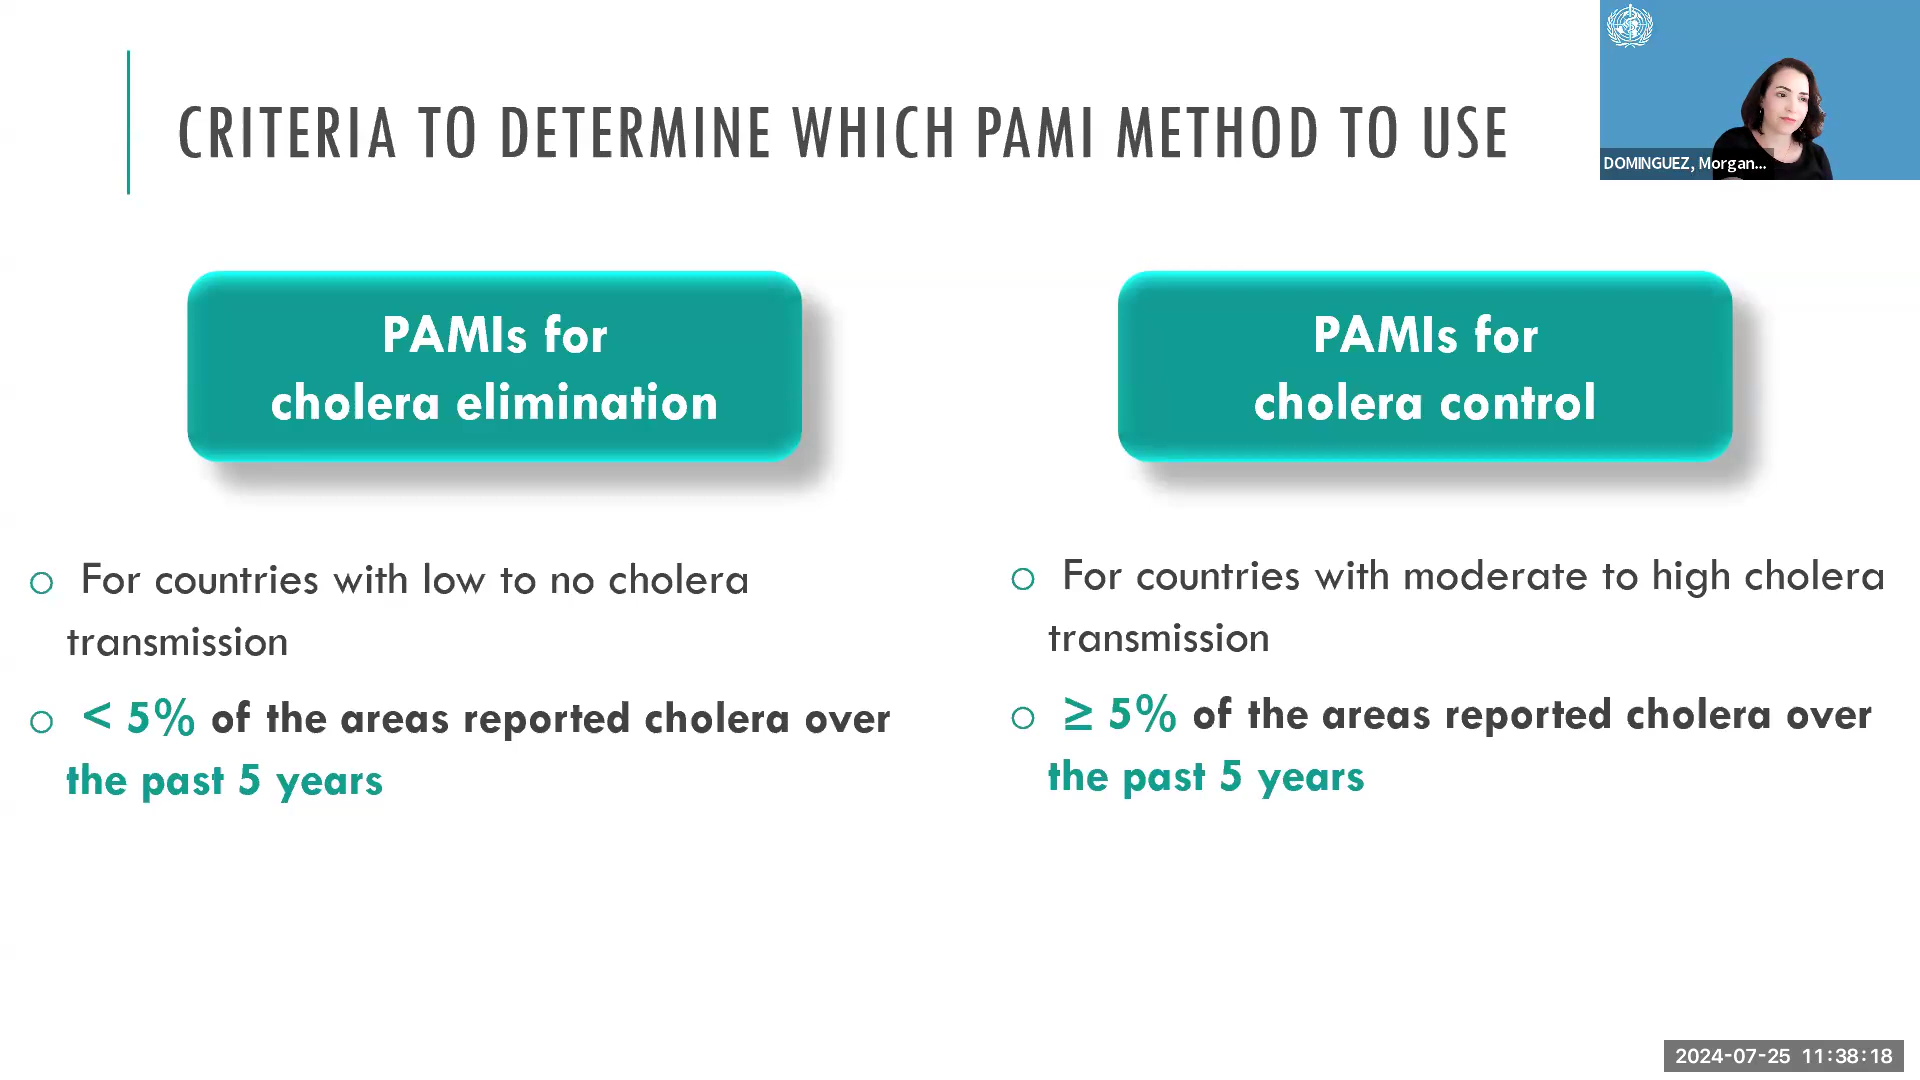 CRITERIA TO DETERMINE WHICH PAMI METHOD TO USE
DOMINGUEZ, Morgan...
PAMIs for
cholera elimination
For countries with low to no cholera
transmission
< 5% of the areas reported cholera over
the past 5 years
PAMIs for
cholera control
For countries with moderate to high cholera
transmission
≥ 5% of the areas reported cholera over
the past 5 years
2024-07-25 11:38:18